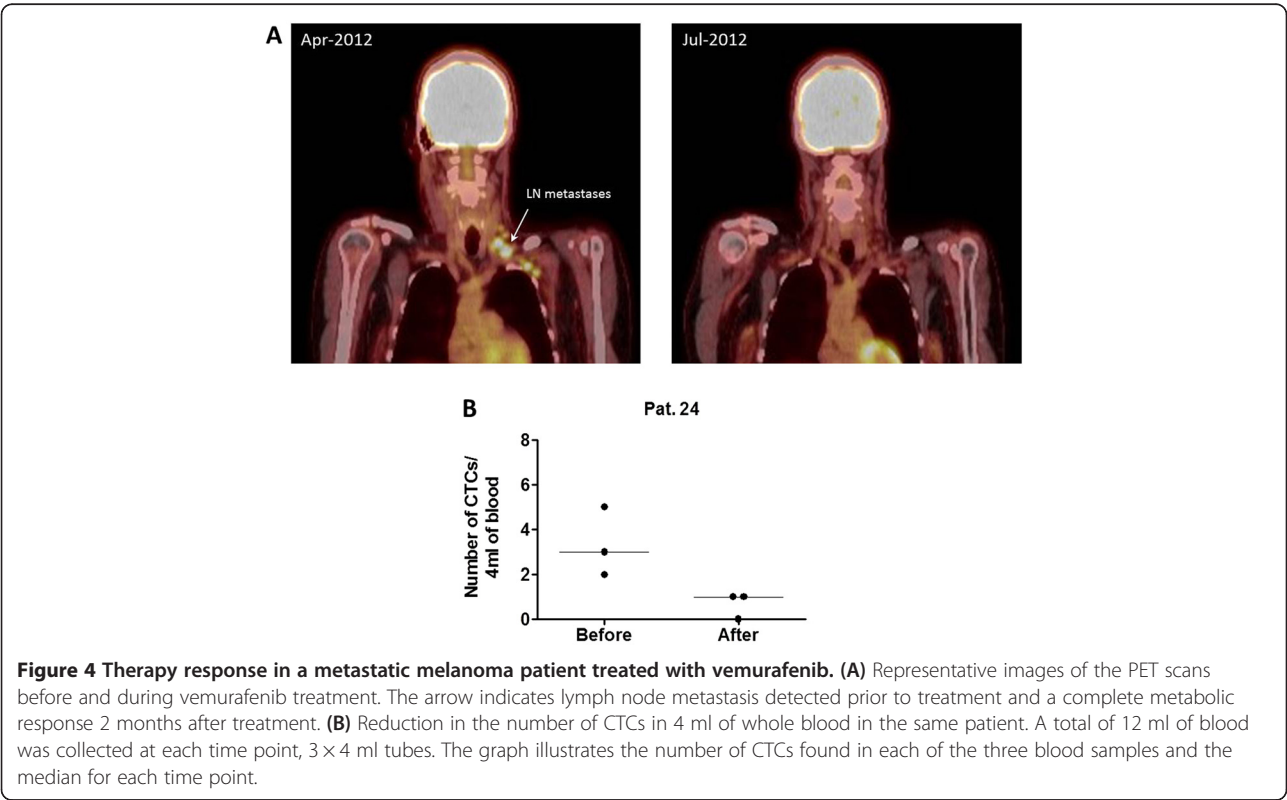 A
Apr-2012
Jul-2012
LN metastases
B
Pat. 24
Number of CTCs/
4ml of blood
8
6
4
2
0
Before
After
Figure 4 Therapy response in a metastatic melanoma patient treated with vemurafenib. (A) Representative images of the PET scans
before and during vemurafenib treatment. The arrow indicates lymph node metastasis detected prior to treatment and a complete metabolic
response 2 months after treatment. (B) Reduction in the number of CTCs in 4 ml of whole blood in the same patient. A total of 12 ml of blood
was collected at each time point, 3 × 4 ml tubes. The graph illustrates the number of CTCs found in each of the three blood samples and the
median for each time point.